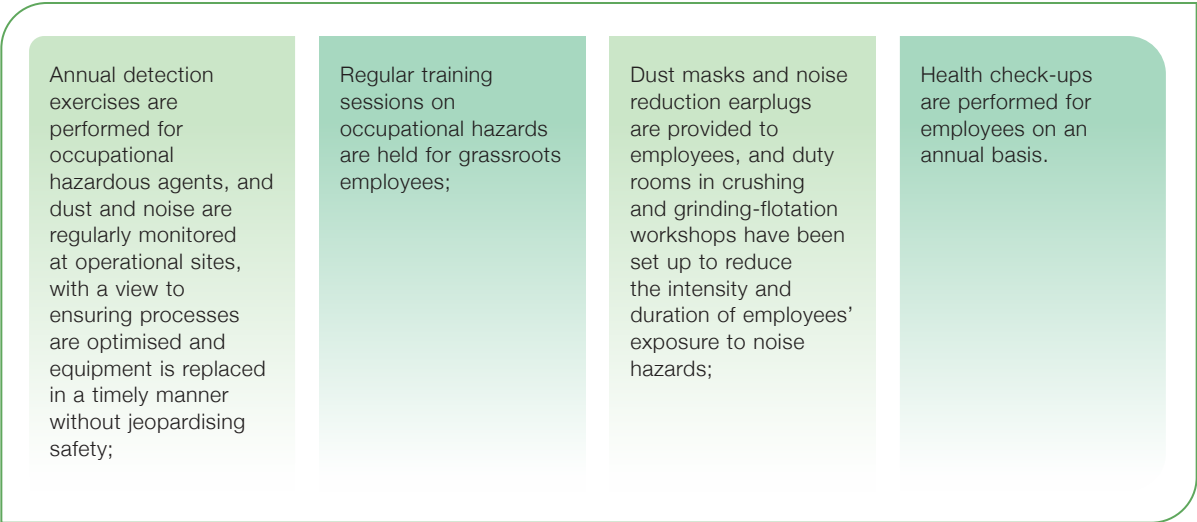 Annual detection
exercises are
performed for
occupational
hazardous agents, and
dust and noise are
regularly monitored
at operational sites,
with a view to
ensuring processes
are optimised and
equipment is replaced
in a timely manner
without jeopardising
safety;
Regular training
sessions on
occupational hazards
are held for grassroots
employees;
Dust masks and noise
reduction earplugs
are provided to
employees, and duty
rooms in crushing
and grinding-flotation
workshops have been
set up to reduce
the intensity and
duration of employees’
exposure to noise
hazards;
Health check-ups
are performed for
employees on an
annual basis.